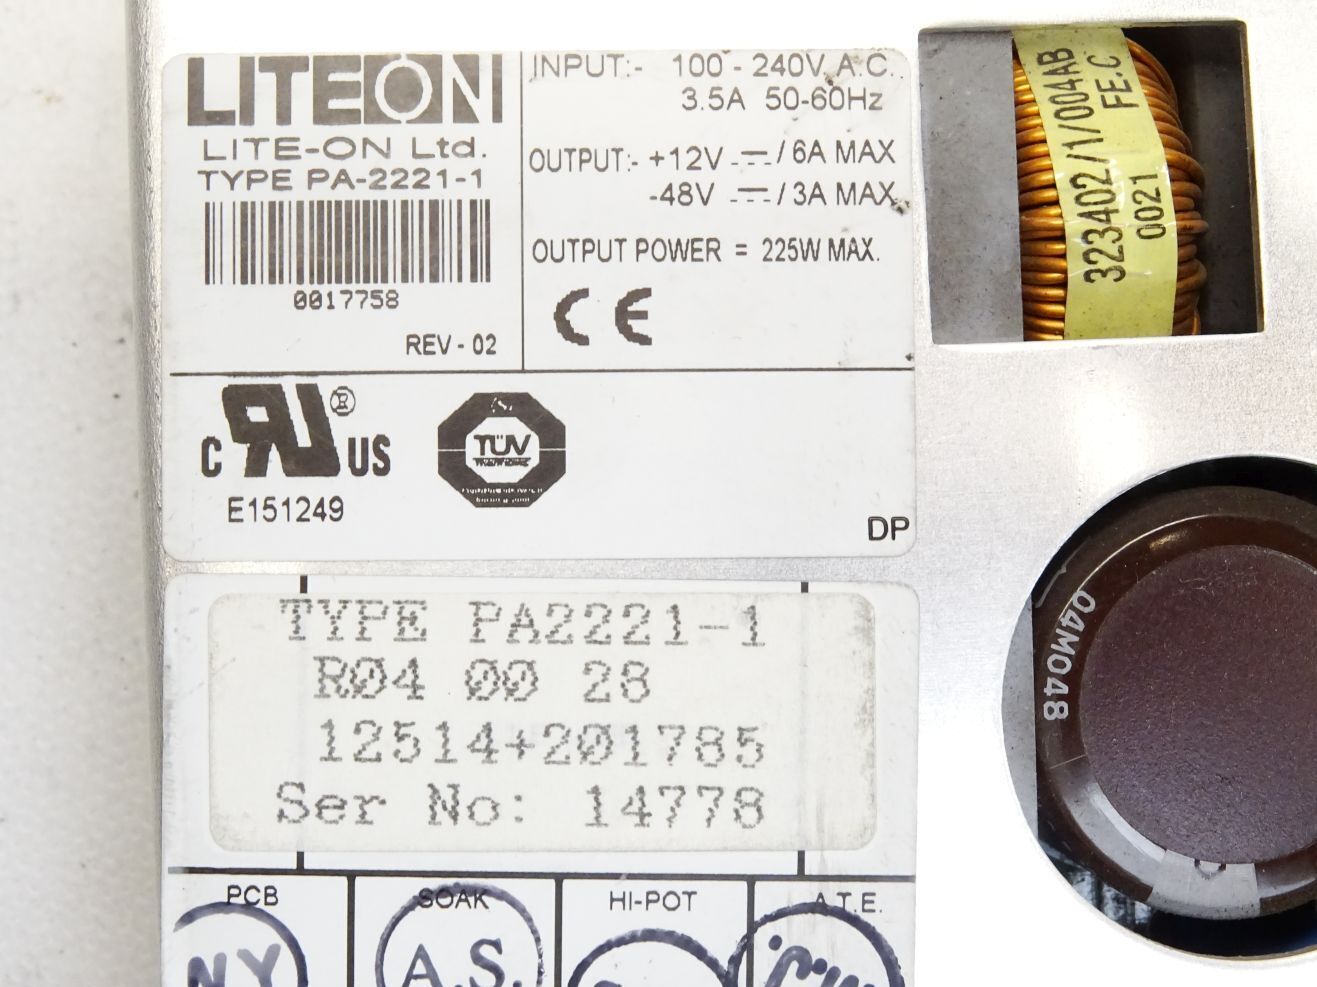 LITEON
LITE-ON Ltd.
TYPE PA-2221-1
0017758
REV - 02
INPUT:- 100 - 240V A.C.
3.5A 50-60Hz
OUTPUT:- +12V / 6A MAX
-48V / 3A MAX
OUTPUT POWER = 225W MAX.
CE
C RU ® US
E151249
TÜV
DP
323402/1/004AB
FE.C
0021
04M048
TYPE PA2221-1
R04 00 28
12514+201785
Ser No: 14778
PCB SOAK HI-POT A.T.E.
NY A.S.